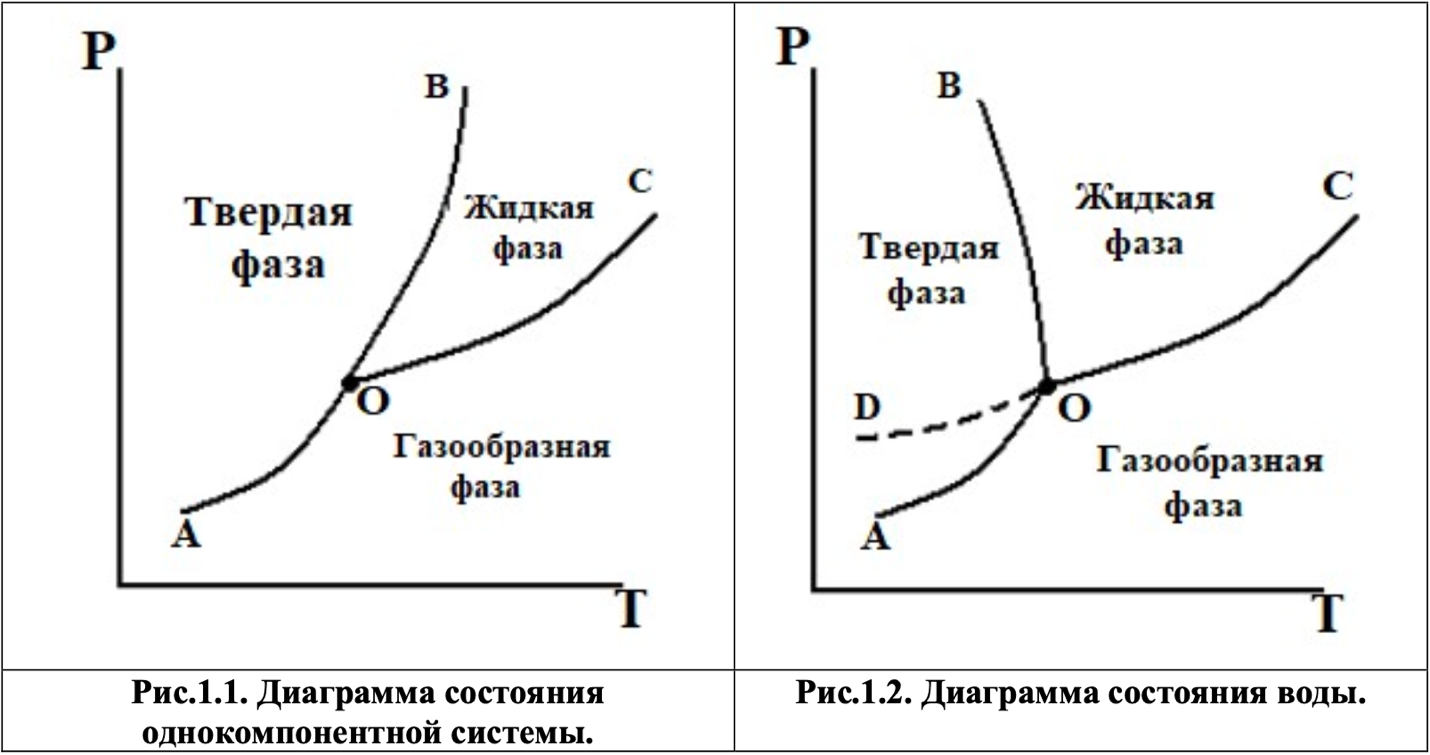 P
B
C
Твердая
фаза
Жидкая
фаза
O
Газообразная
фаза
A
T
Рис.1.1. Диаграмма состояния
однокомпонентной системы.
P
B
C
Жидкая
фаза
Твердая
фаза
D
O
Газообразная
фаза
A
T
Рис.1.2. Диаграмма состояния воды.